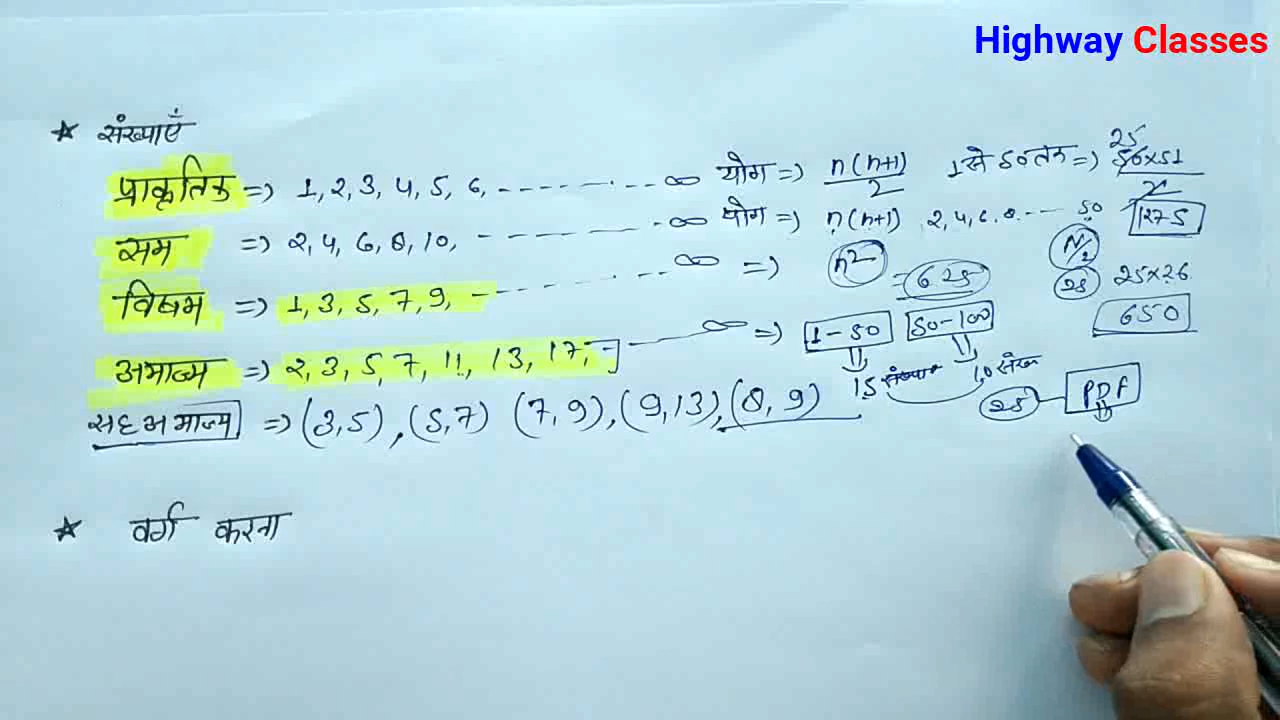 Highway Classes
★ संख्याएँ
प्राकृतिक => 1, 2, 3, 4, 5, 6, ------- ∞ योग => n(n+1)/2 1 से 50 तक => 25 50×51/2 1275
सम => 2, 4, 6, 8, 10, ------- ∞ योग => n(n+1) 2, 4, 6, 8 ---- 50 N/2 25 25×26 650
विषम => 1, 3, 5, 7, 9, ------- ∞ => n² = 625
अभाज्य => 2, 3, 5, 7, 11, 13, 17, ------- ∞ => 1-50 50-100
15 संख्याएँ 10 संख्या 25 PDF
सह अभाज्य => (3,5), (5,7) (7,9), (9,13), (8,9)
★ वर्ग करना